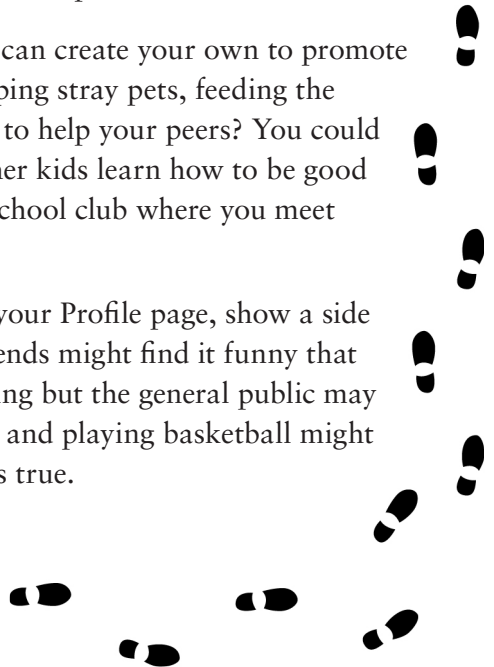 can create your own to promote
ping stray pets, feeding the
to help your peers? You could
er kids learn how to be good
chool club where you meet
your Profile page, show a side
ends might find it funny that
ing but the general public may
and playing basketball might
s true.